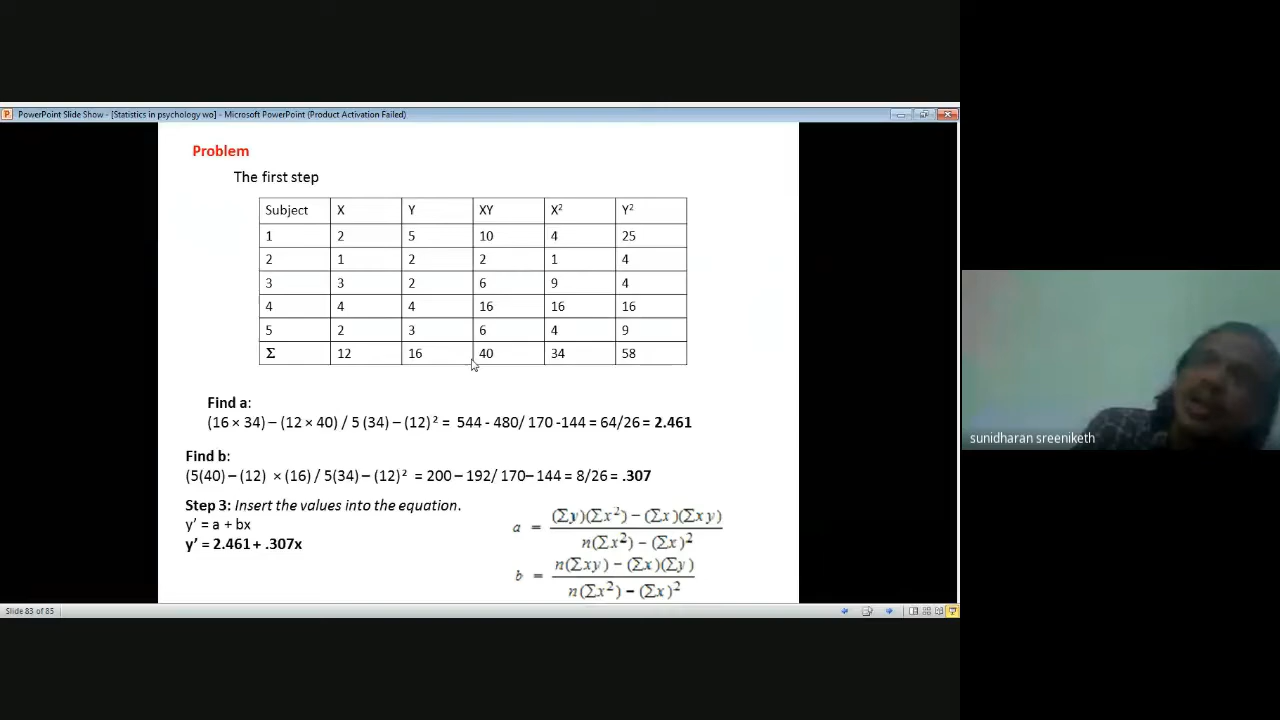 PowerPoint Slide Show - [Statistics in psychology wo] - Microsoft PowerPoint (Product Activation Failed)
Problem
The first step
Subject X Y XY X² Y²
1 2 5 10 4 25
2 1 2 2 1 4
3 3 2 6 9 4
4 4 4 16 16 16
5 2 3 6 4 9
Σ 12 16 40 34 58
Find a:
(16 × 34) – (12 × 40) / 5 (34) – (12) ² = 544 - 480/ 170 -144 = 64/26 = 2.461
Find b:
(5(40) – (12) × (16) / 5(34) – (12)² = 200 – 192/ 170– 144 = 8/26 = .307
Step 3: Insert the values into the equation.
y’ = a + bx
y’ = 2.461 + .307x
a = (Σy)(Σx²) − (Σx)(Σxy) / n(Σx²) − (Σx)²
b = n(Σxy) − (Σx)(Σy) / n(Σx²) − (Σx)²
Slide 83 of 85
sunidharan sreeniketh